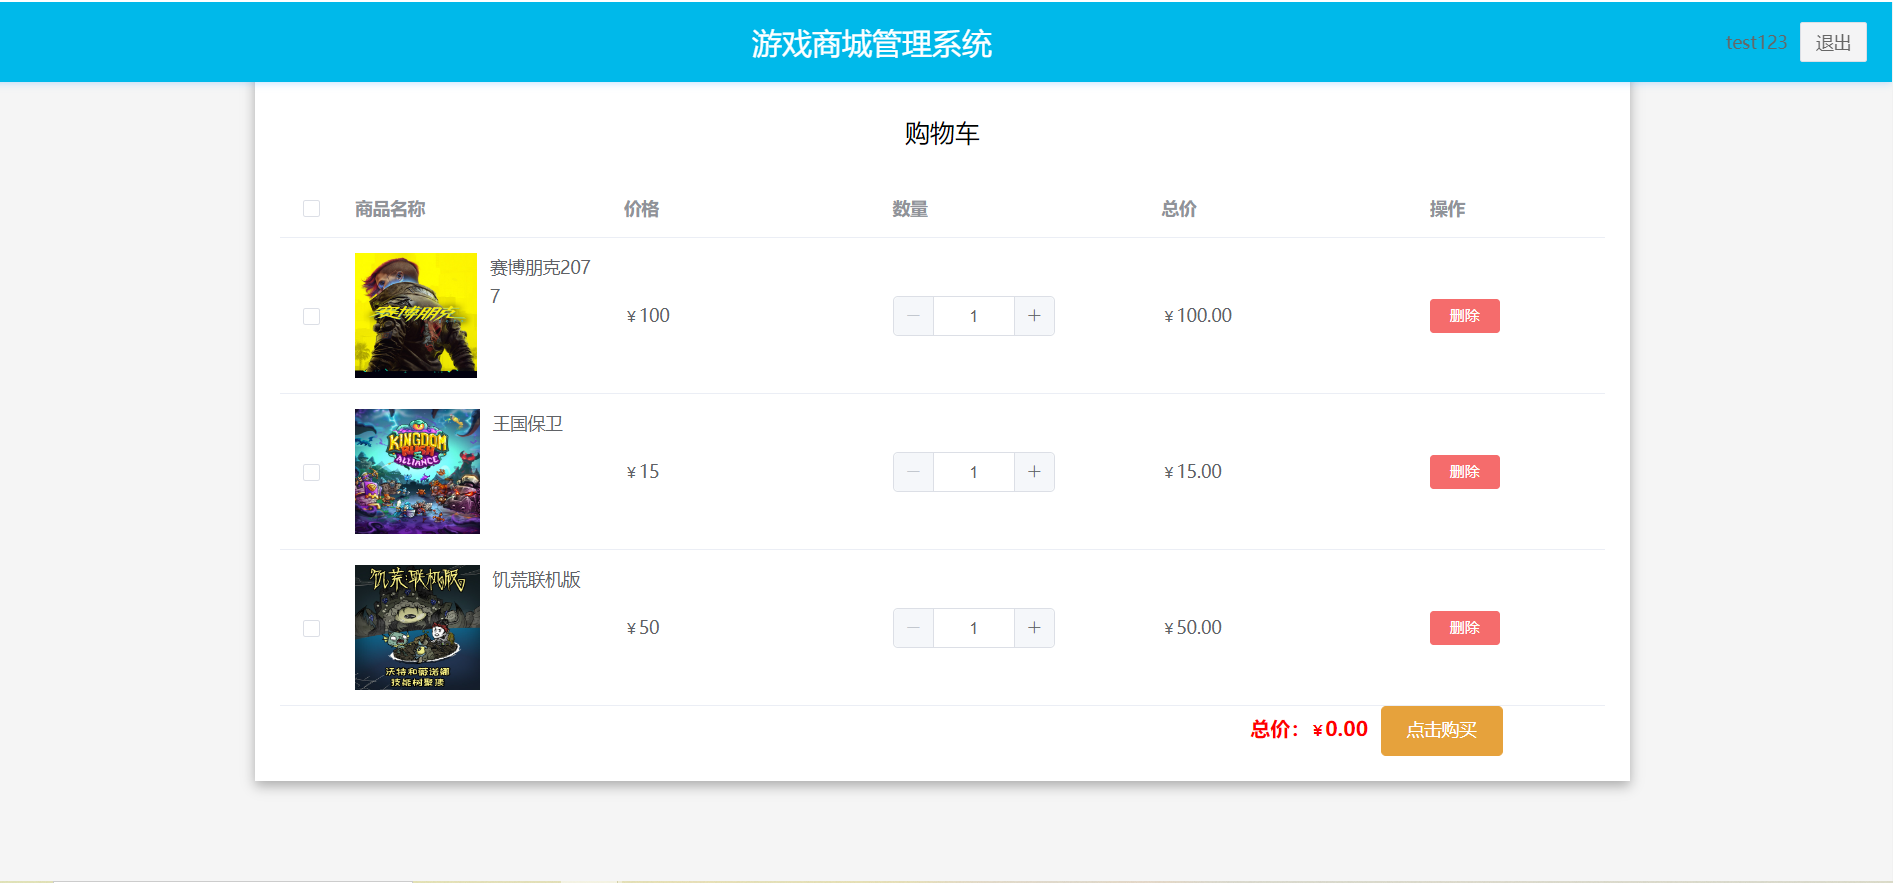 游戏商城管理系统
test123 退出
购物车
商品名称 价格 数量 总价 操作
赛博朋克
赛博朋克207
7
¥100 1 ¥100.00 删除
KINGDOM
RUSH
ALLIANCE
王国保卫
¥15 1 ¥15.00 删除
饥荒:联机版
饥荒联机版
¥50 1 ¥50.00 删除
沃特和薇诺娜
技能树聚焦
总价：¥0.00 点击购买